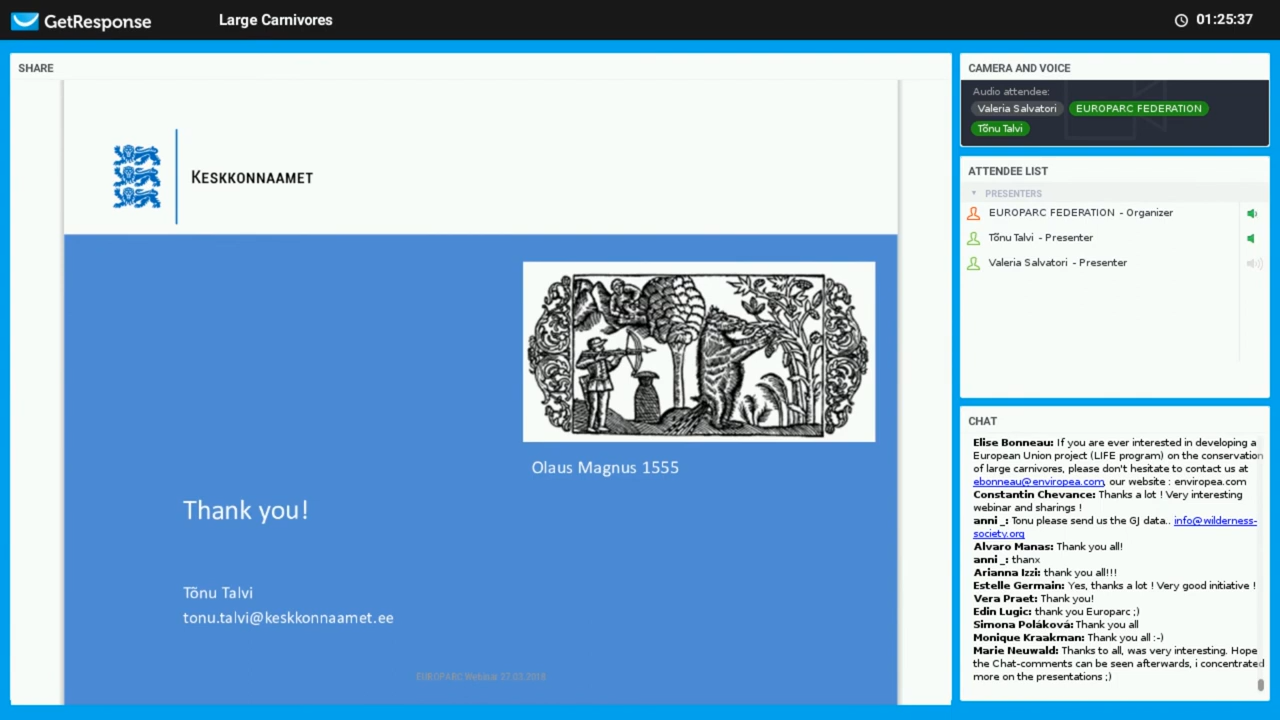 GetResponse
Large Carnivores
01:25:37
SHARE
KESKKONNAAMET
Olaus Magnus 1555
Thank you!
Tõnu Talvi
tonu.talvi@keskkonnaamet.ee
EUROPARC Webinar 27.03.2018
CAMERA AND VOICE
Audio attendee:
Valeria Salvatori EUROPARC FEDERATION
Tõnu Talvi
ATTENDEE LIST
PRESENTERS
EUROPARC FEDERATION - Organizer
Tõnu Talvi - Presenter
Valeria Salvatori - Presenter
CHAT
Elise Bonneau: If you are ever interested in developing a
European Union project (LIFE program) on the conservation
of large carnivores, please don't hesitate to contact us at
ebonneau@enviropea.com, our website : enviropea.com
Constantin Chevance: Thanks a lot ! Very interesting
webinar and sharings !
anni _: Tonu please send us the GJ data.. info@wilderness-
society.org
Alvaro Manas: Thank you all!
anni _: thanx
Arianna Izzi: thank you all!!!
Estelle Germain: Yes, thanks a lot ! Very good initiative !
Vera Praet: Thank you!
Edin Lugic: thank you Europarc ;)
Simona Poláková: Thank you all
Monique Kraakman: Thank you all :-)
Marie Neuwald: Thanks to all, was very interesting. Hope
the Chat-comments can be seen afterwards, i concentrated
more on the presentations ;)